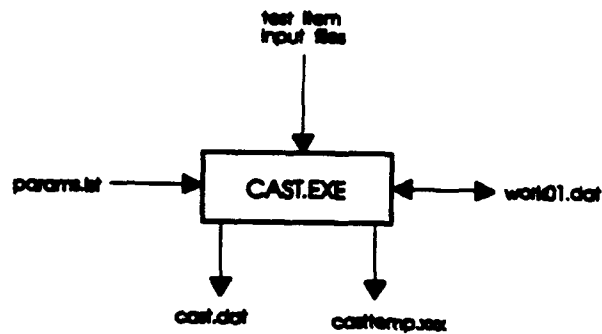 test item
input files
params.lst
CAST.EXE
work01.dat
cast.dat
casttemp.xxx